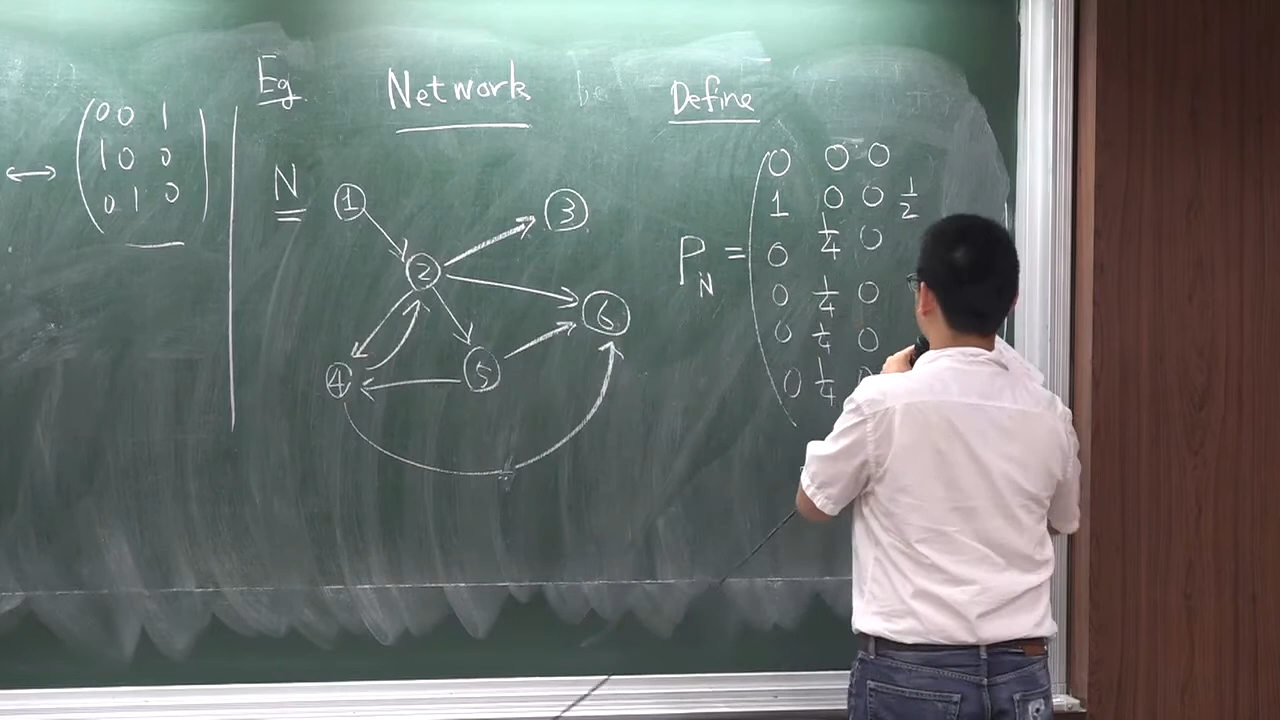 0 0 1
1 0 0
0 1 0
Eg
Network
N
1
2
3
4
5
6
Define
P_N =
0 0 0
1 0 0 1/2
0 1/4 0
0 1/4 0
0 1/4 0
0 1/4